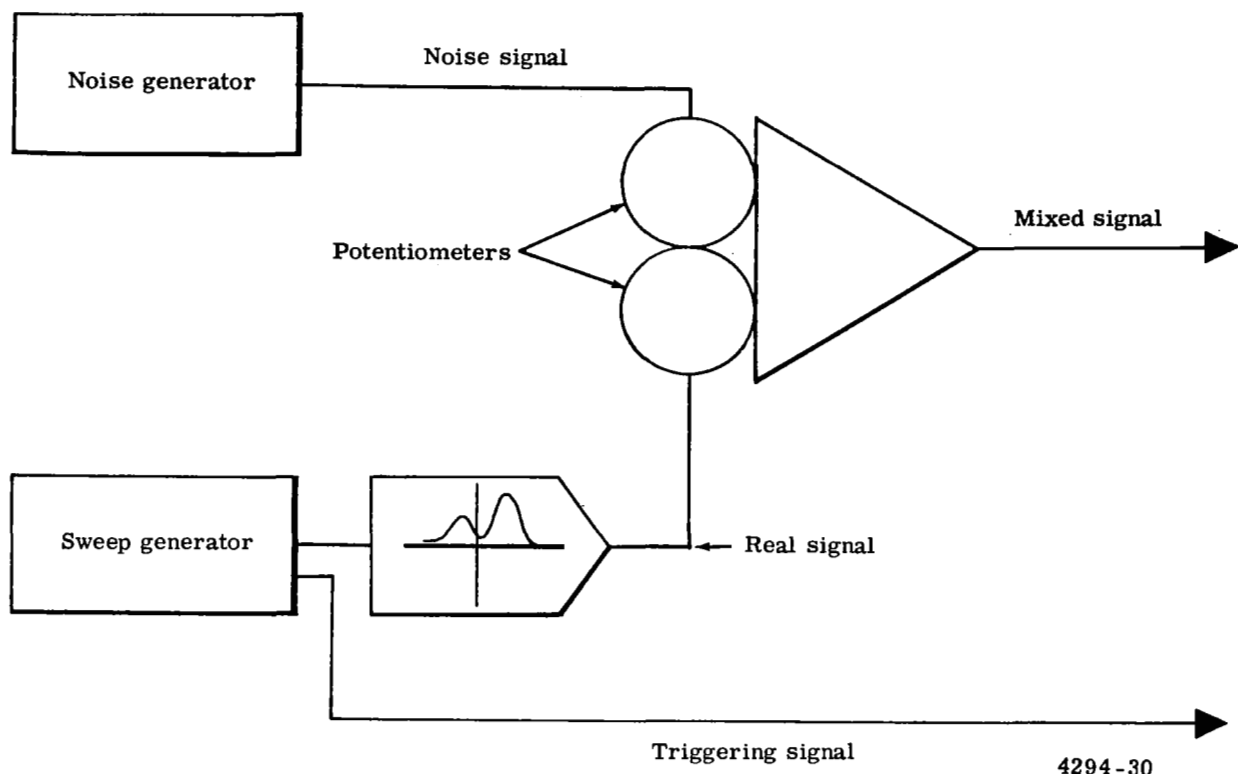 Noise generator
Noise signal
Potentiometers
Mixed signal
Sweep generator
Real signal
Triggering signal
4294-30